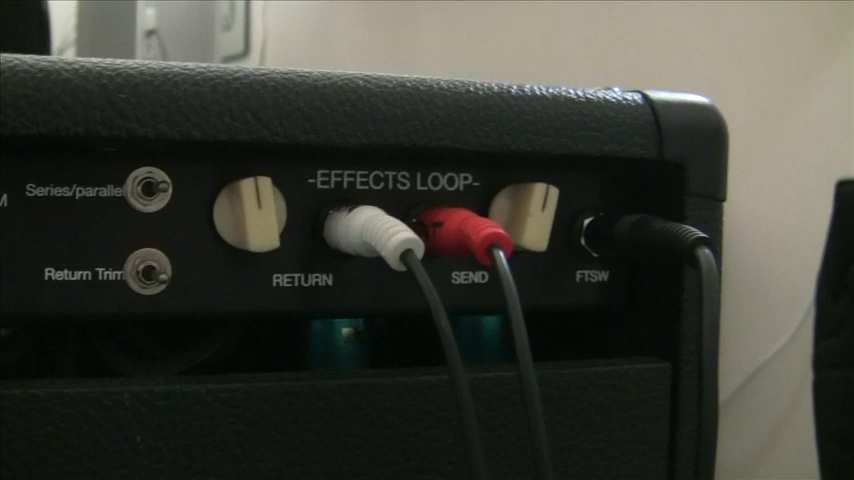 -EFFECTS LOOP-
Series/parallel
Return Trim
RETURN
SEND
FTSW